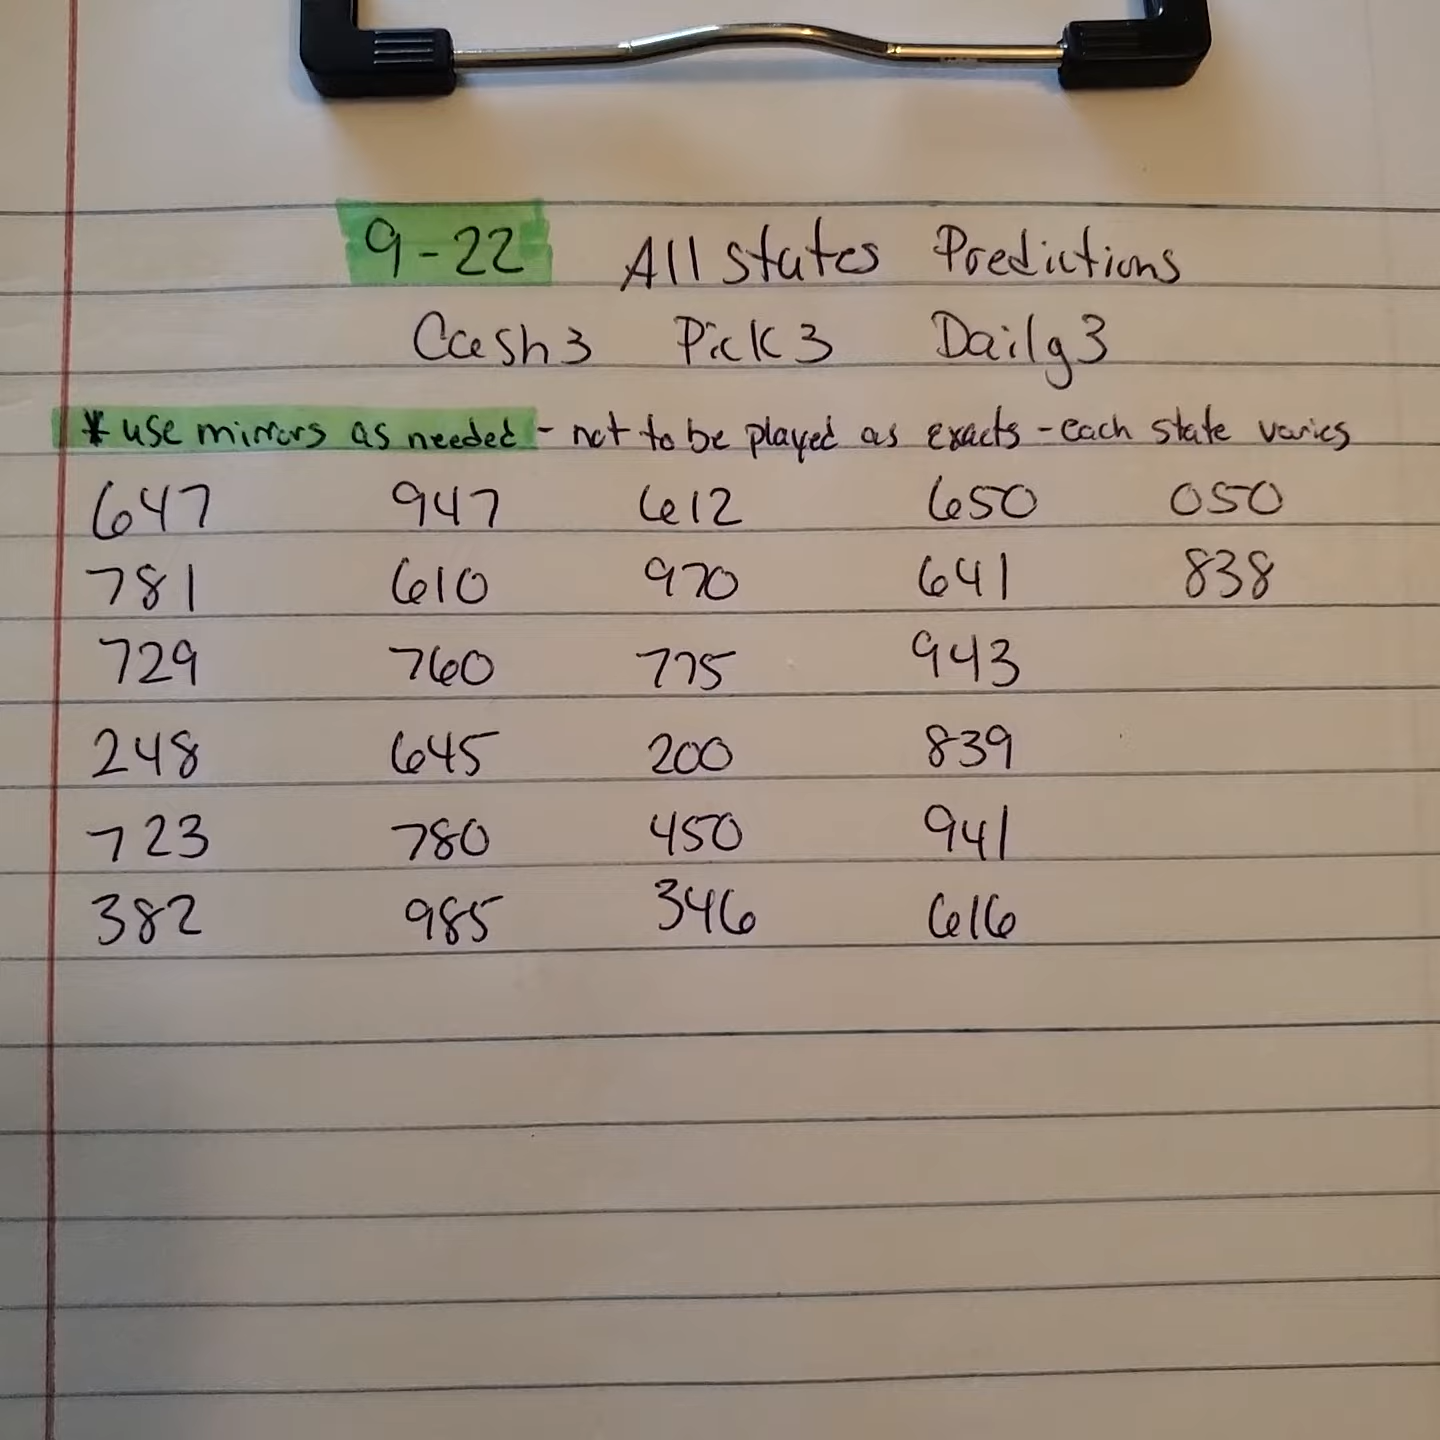 9-22 All states Predictions
Cash3 Pick3 Daily3
* use mirrors as needed - not to be played as exacts - each state varies
647 947 612 650 050
781 610 970 641 838
729 760 775 943
248 645 200 839
723 780 450 941
382 985 346 616